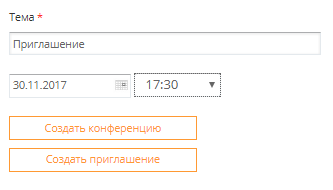 Тема *
Приглашение
30.11.2017 17:30
Создать конференцию
Создать приглашение